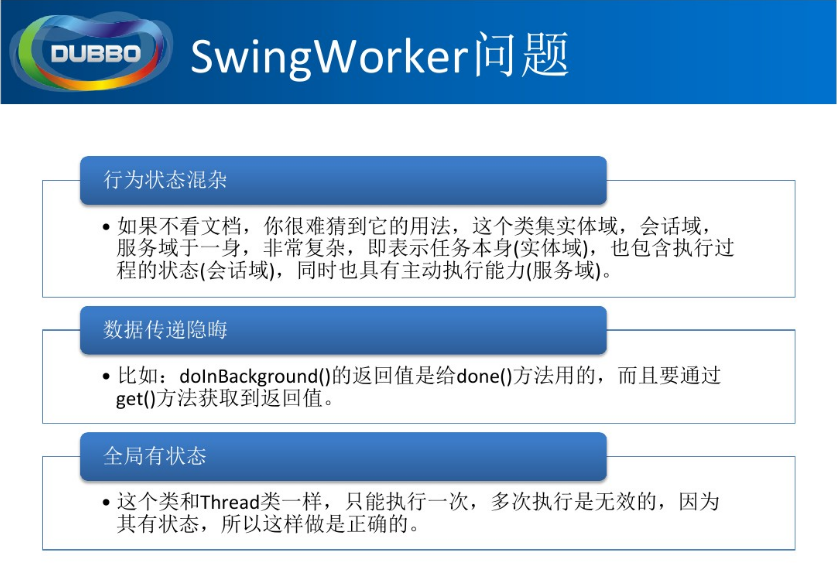 DUBBO
SwingWorker问题
行为状态混杂
• 如果不看文档，你很难猜到它的用法，这个类集实体域，会话域，
服务域于一身，非常复杂，即表示任务本身(实体域)，也包含执行过
程的状态(会话域)，同时也具有主动执行能力(服务域)。
数据传递隐晦
• 比如：doInBackground()的返回值是给done()方法用的，而且要通过
get()方法获取到返回值。
全局有状态
• 这个类和Thread类一样，只能执行一次，多次执行是无效的，因为
其有状态，所以这样做是正确的。